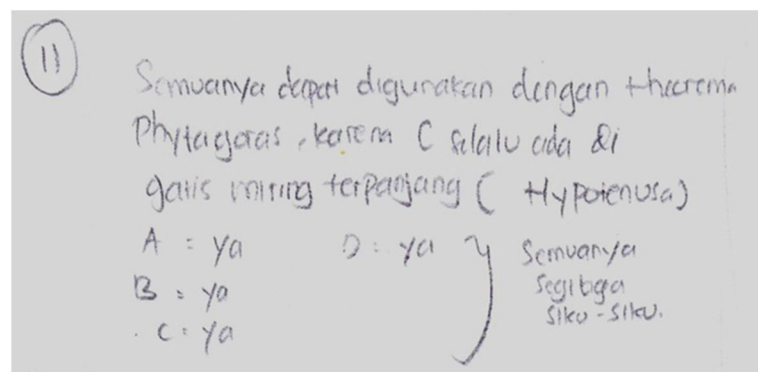 11
Semuanya dapat digunakan dengan theorema
Phytagoras, karena C selalu ada di
garis miring terpanjang ( Hypotenusa)
A = ya D : ya } Semuanya
B = ya segitiga
C = ya siku-siku.